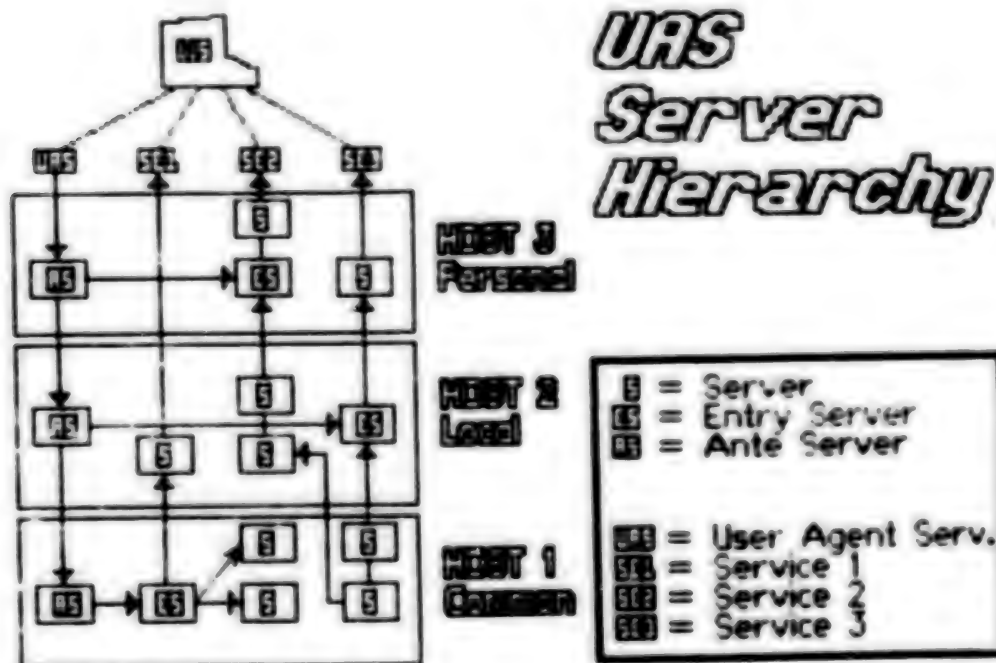 UAS
Server
Hierarchy
WS
UAS SE1 SE2 SE3
S
AS ES S
HOST 3
Personal
S
AS ES
S S
HOST 2
Local
S S
AS ES S S
HOST 1
Common
S = Server
ES = Entry Server
AS = Ante Server
UAS = User Agent Serv.
SE1 = Service 1
SE2 = Service 2
SE3 = Service 3